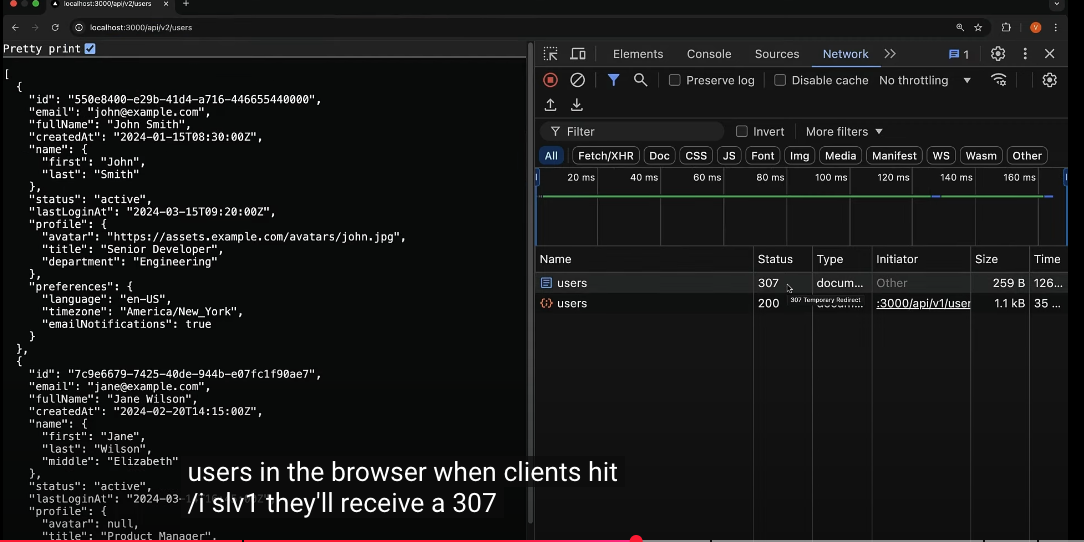 localhost:3000/api/v2/users
localhost:3000/api/v2/users
V
Pretty print
[
{
"id": "550e8400-e29b-41d4-a716-446655440000",
"email": "john@example.com",
"fullName": "John Smith",
"createdAt": "2024-01-15T08:30:00Z",
"name": {
"first": "John",
"last": "Smith"
},
"status": "active",
"lastLoginAt": "2024-03-15T09:20:00Z",
"profile": {
"avatar": "https://assets.example.com/avatars/john.jpg",
"title": "Senior Developer",
"department": "Engineering"
},
"preferences": {
"language": "en-US",
"timezone": "America/New_York",
"emailNotifications": true
}
},
{
"id": "7c9e6679-7425-40de-944b-e07fc1f90ae7",
"email": "jane@example.com",
"fullName": "Jane Wilson",
"createdAt": "2024-02-20T14:15:00Z",
"name": {
"first": "Jane",
"last": "Wilson",
"middle": "Elizabeth"
},
"status": "active",
"lastLoginAt": "2024-03-
"profile": {
"avatar": null,
"title": "Product Manager",
Elements Console Sources Network 1
Preserve log Disable cache No throttling
Filter Invert More filters
All Fetch/XHR Doc CSS JS Font Img Media Manifest WS Wasm Other
20 ms 40 ms 60 ms 80 ms 100 ms 120 ms 140 ms 160 ms
Name Status Type Initiator Size Time
users 307 docum... Other 259 B 126...
307 Temporary Redirect
users 200 docum... :3000/api/v1/user 1.1 kB 35 ...
users in the browser when clients hit
/i slv1 they'll receive a 307